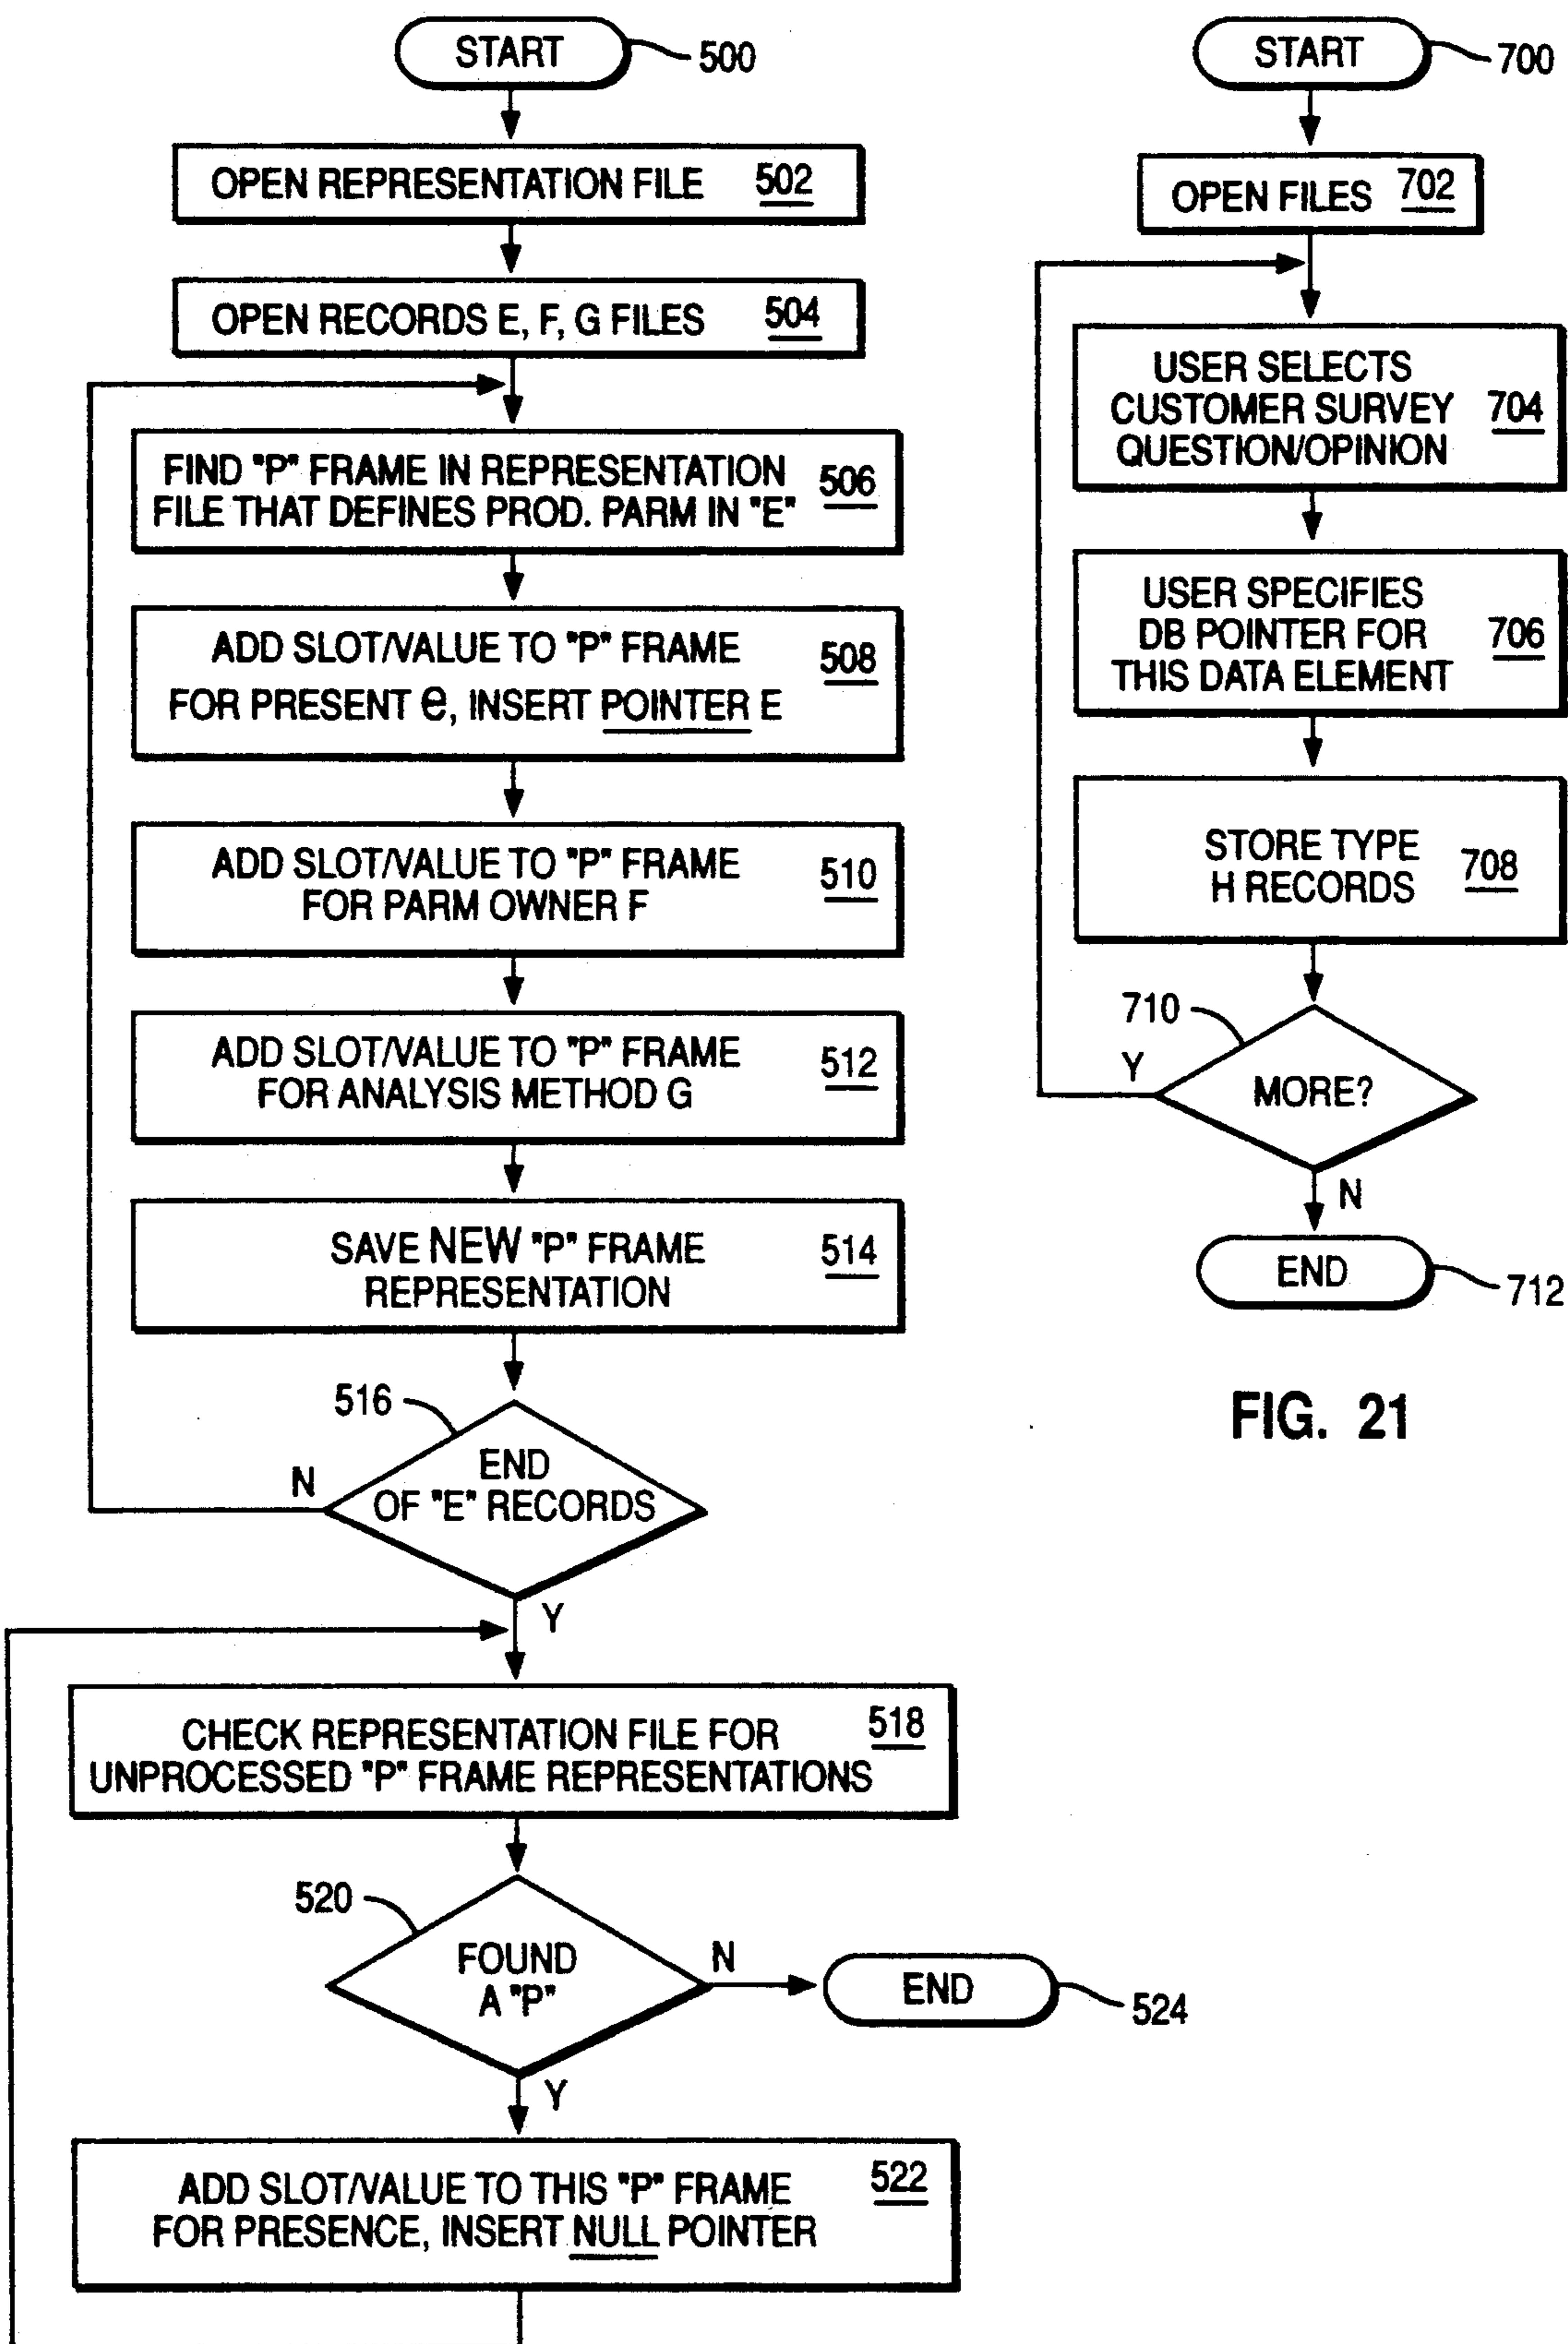 START
500
OPEN REPRESENTATION FILE 502
OPEN RECORDS E, F, G FILES 504
FIND "P" FRAME IN REPRESENTATION
FILE THAT DEFINES PROD. PARM IN "E"
506
ADD SLOT/VALUE TO "P" FRAME
FOR PRESENT e, INSERT POINTER E
508
ADD SLOT/VALUE TO "P" FRAME
FOR PARM OWNER F
510
ADD SLOT/VALUE TO "P" FRAME
FOR ANALYSIS METHOD G
512
SAVE NEW "P" FRAME
REPRESENTATION
514
516
END
OF "E" RECORDS
N
Y
CHECK REPRESENTATION FILE FOR
UNPROCESSED "P" FRAME REPRESENTATIONS
518
520
FOUND
A "P"
N
END
524
Y
ADD SLOT/VALUE TO THIS "P" FRAME
FOR PRESENCE, INSERT NULL POINTER
522
START
700
OPEN FILES 702
USER SELECTS
CUSTOMER SURVEY
QUESTION/OPINION
704
USER SPECIFIES
DB POINTER FOR
THIS DATA ELEMENT
706
STORE TYPE
H RECORDS
708
710
Y
MORE?
N
END
712
FIG. 21